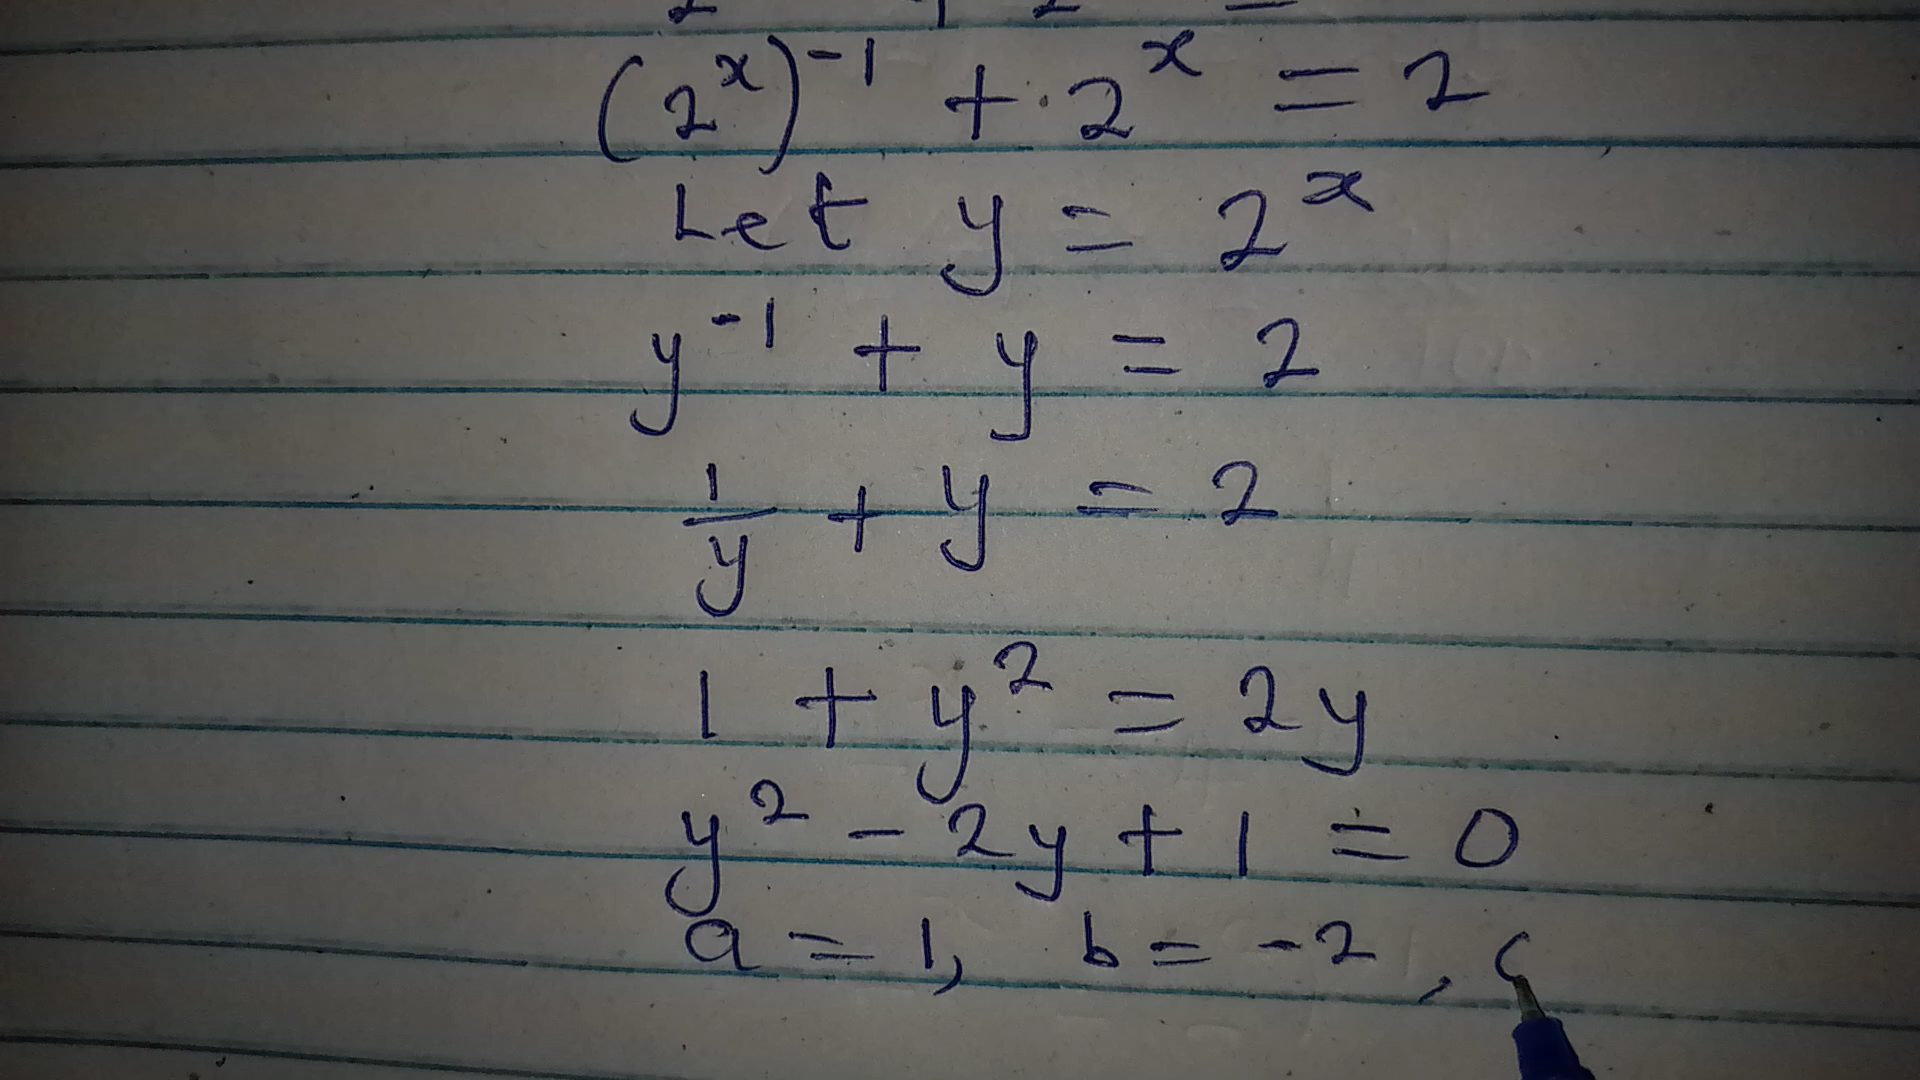 (2^x)^-1 + 2^x = 2
Let y = 2^x
y^-1 + y = 2
1/y + y = 2
1 + y^2 = 2y
y^2 - 2y + 1 = 0
a = 1, b = -2, c